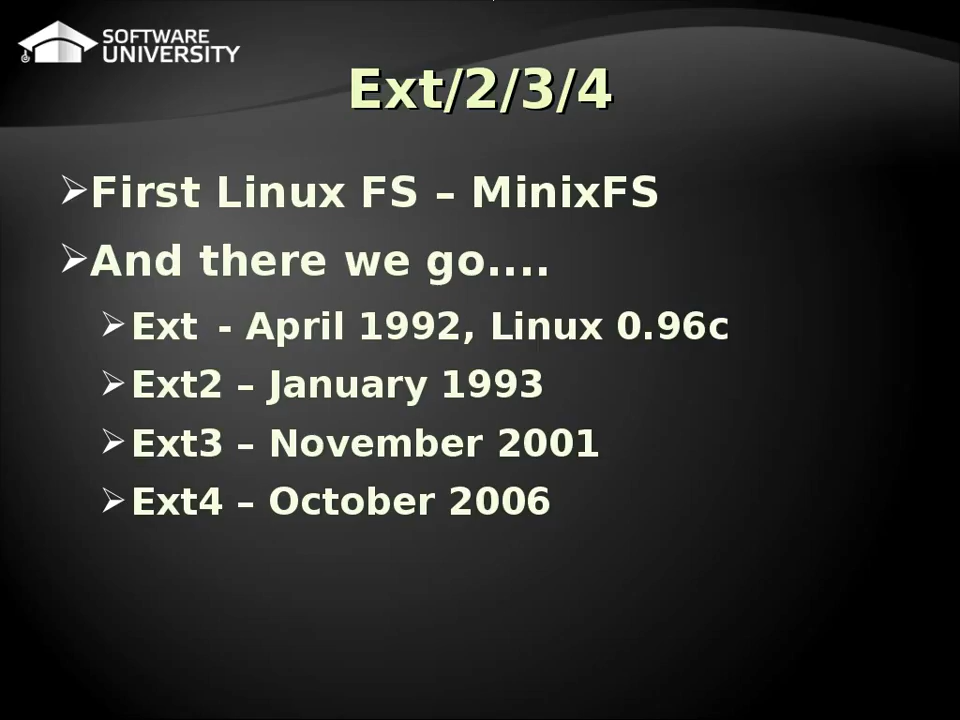 SOFTWARE
UNIVERSITY
Ext/2/3/4
First Linux FS – MinixFS
And there we go....
Ext - April 1992, Linux 0.96c
Ext2 – January 1993
Ext3 – November 2001
Ext4 – October 2006